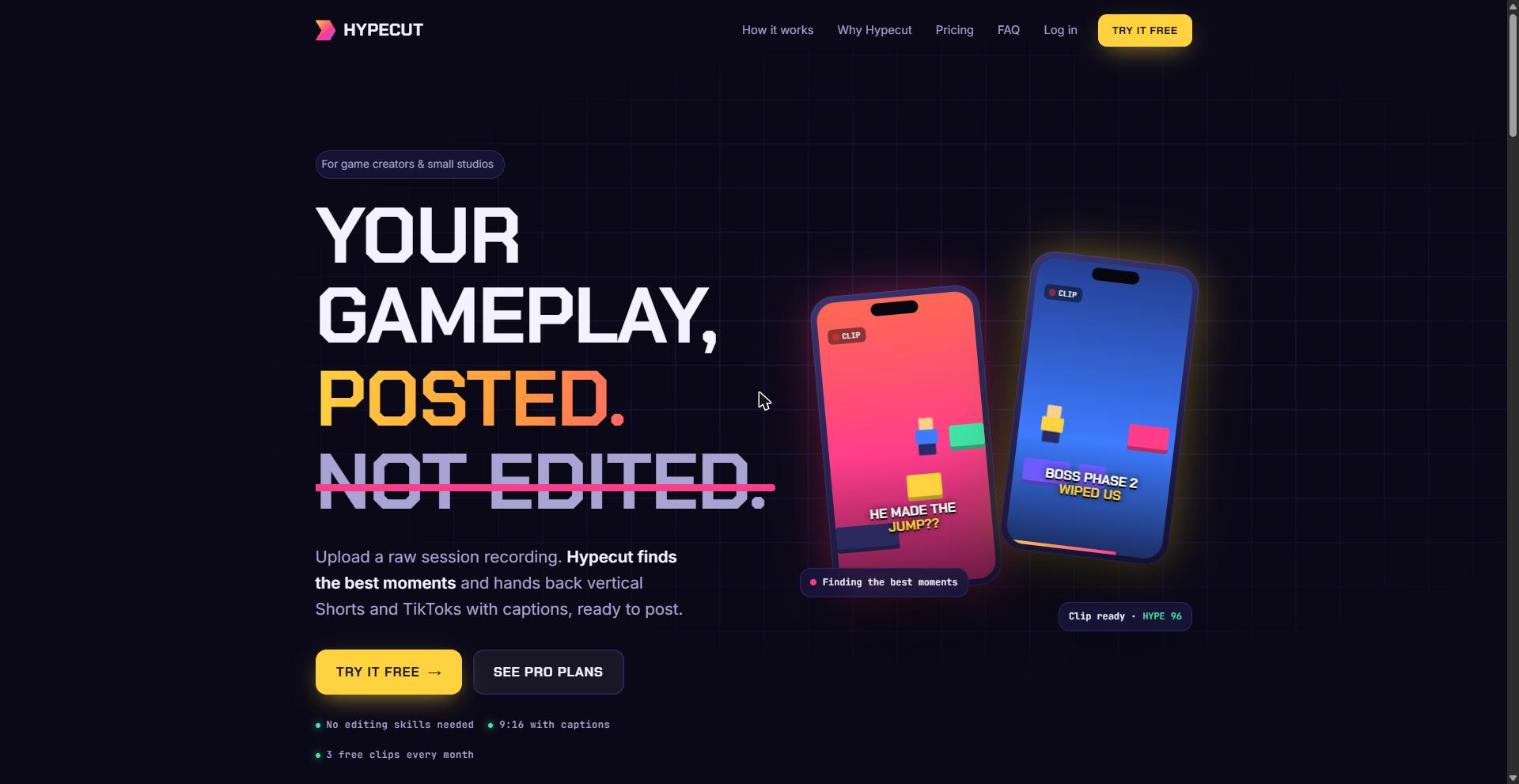 HYPECUT
How it works
Why Hypecut
Pricing
FAQ
Log in
TRY IT FREE
For game creators & small studios
YOUR
GAMEPLAY,
POSTED.
NOT EDITED.
Upload a raw session recording. Hypecut finds
the best moments and hands back vertical
Shorts and TikToks with captions, ready to post.
TRY IT FREE →
SEE PRO PLANS
No editing skills needed
9:16 with captions
3 free clips every month
CLIP
HE MADE THE
JUMP??
Finding the best moments
CLIP
BOSS PHASE 2
WIPED US
Clip ready · HYPE 96